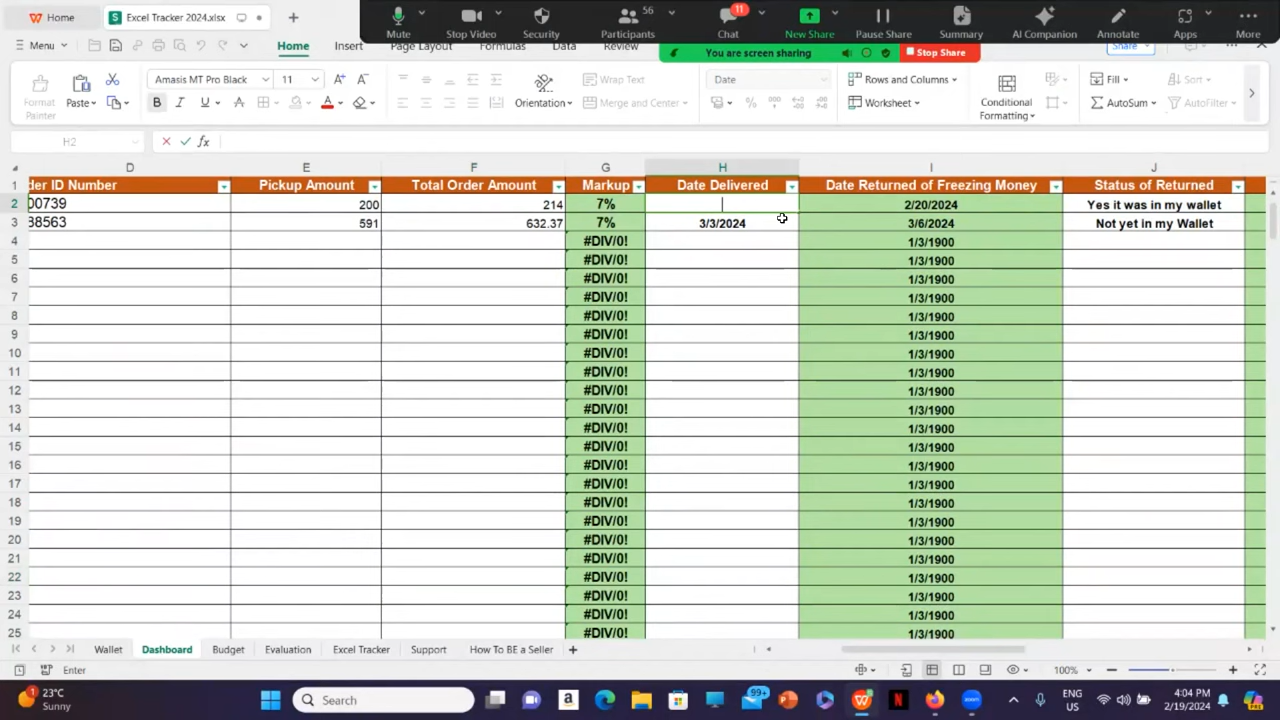 Home
Excel Tracker 2024.xlsx
Mute
Stop Video
Security
56
Participants
11
Chat
New Share
Pause Share
Summary
AI Companion
Annotate
Apps
More
You are screen sharing
Stop Share
Menu
Home
Insert
Page Layout
Formulas
Data
Review
Share
Format
Painter
Paste
Amasis MT Pro Black
11
Orientation
Wrap Text
Merge and Center
Date
Rows and Columns
Worksheet
Conditional
Formatting
Fill
AutoSum
Sort
AutoFilter
H2
fx
D E F G H I J
1 der ID Number Pickup Amount Total Order Amount Markup Date Delivered Date Returned of Freezing Money Status of Returned
2 00739 200 214 7% 2/20/2024 Yes it was in my wallet
3 88563 591 632.37 7% 3/3/2024 3/6/2024 Not yet in my Wallet
4 #DIV/0! 1/3/1900
5 #DIV/0! 1/3/1900
6 #DIV/0! 1/3/1900
7 #DIV/0! 1/3/1900
8 #DIV/0! 1/3/1900
9 #DIV/0! 1/3/1900
10 #DIV/0! 1/3/1900
11 #DIV/0! 1/3/1900
12 #DIV/0! 1/3/1900
13 #DIV/0! 1/3/1900
14 #DIV/0! 1/3/1900
15 #DIV/0! 1/3/1900
16 #DIV/0! 1/3/1900
17 #DIV/0! 1/3/1900
18 #DIV/0! 1/3/1900
19 #DIV/0! 1/3/1900
20 #DIV/0! 1/3/1900
21 #DIV/0! 1/3/1900
22 #DIV/0! 1/3/1900
23 #DIV/0! 1/3/1900
24 #DIV/0! 1/3/1900
25 #DIV/0! 1/3/1900
Wallet Dashboard Budget Evaluation Excel Tracker Support How To BE a Seller
Enter
100%
1
23°C
Sunny
Search
99+
ENG
US
4:04 PM
2/19/2024